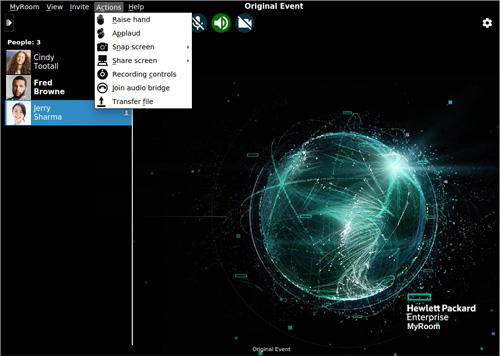 MyRoom View Invite Actions Help
Original Event
Raise hand
Applaud
Snap screen
Share screen
Recording controls
Join audio bridge
Transfer file
People: 3
Cindy
Tootall
Fred
Browne
Jerry
Sharma
Hewlett Packard
Enterprise
MyRoom
Original Event